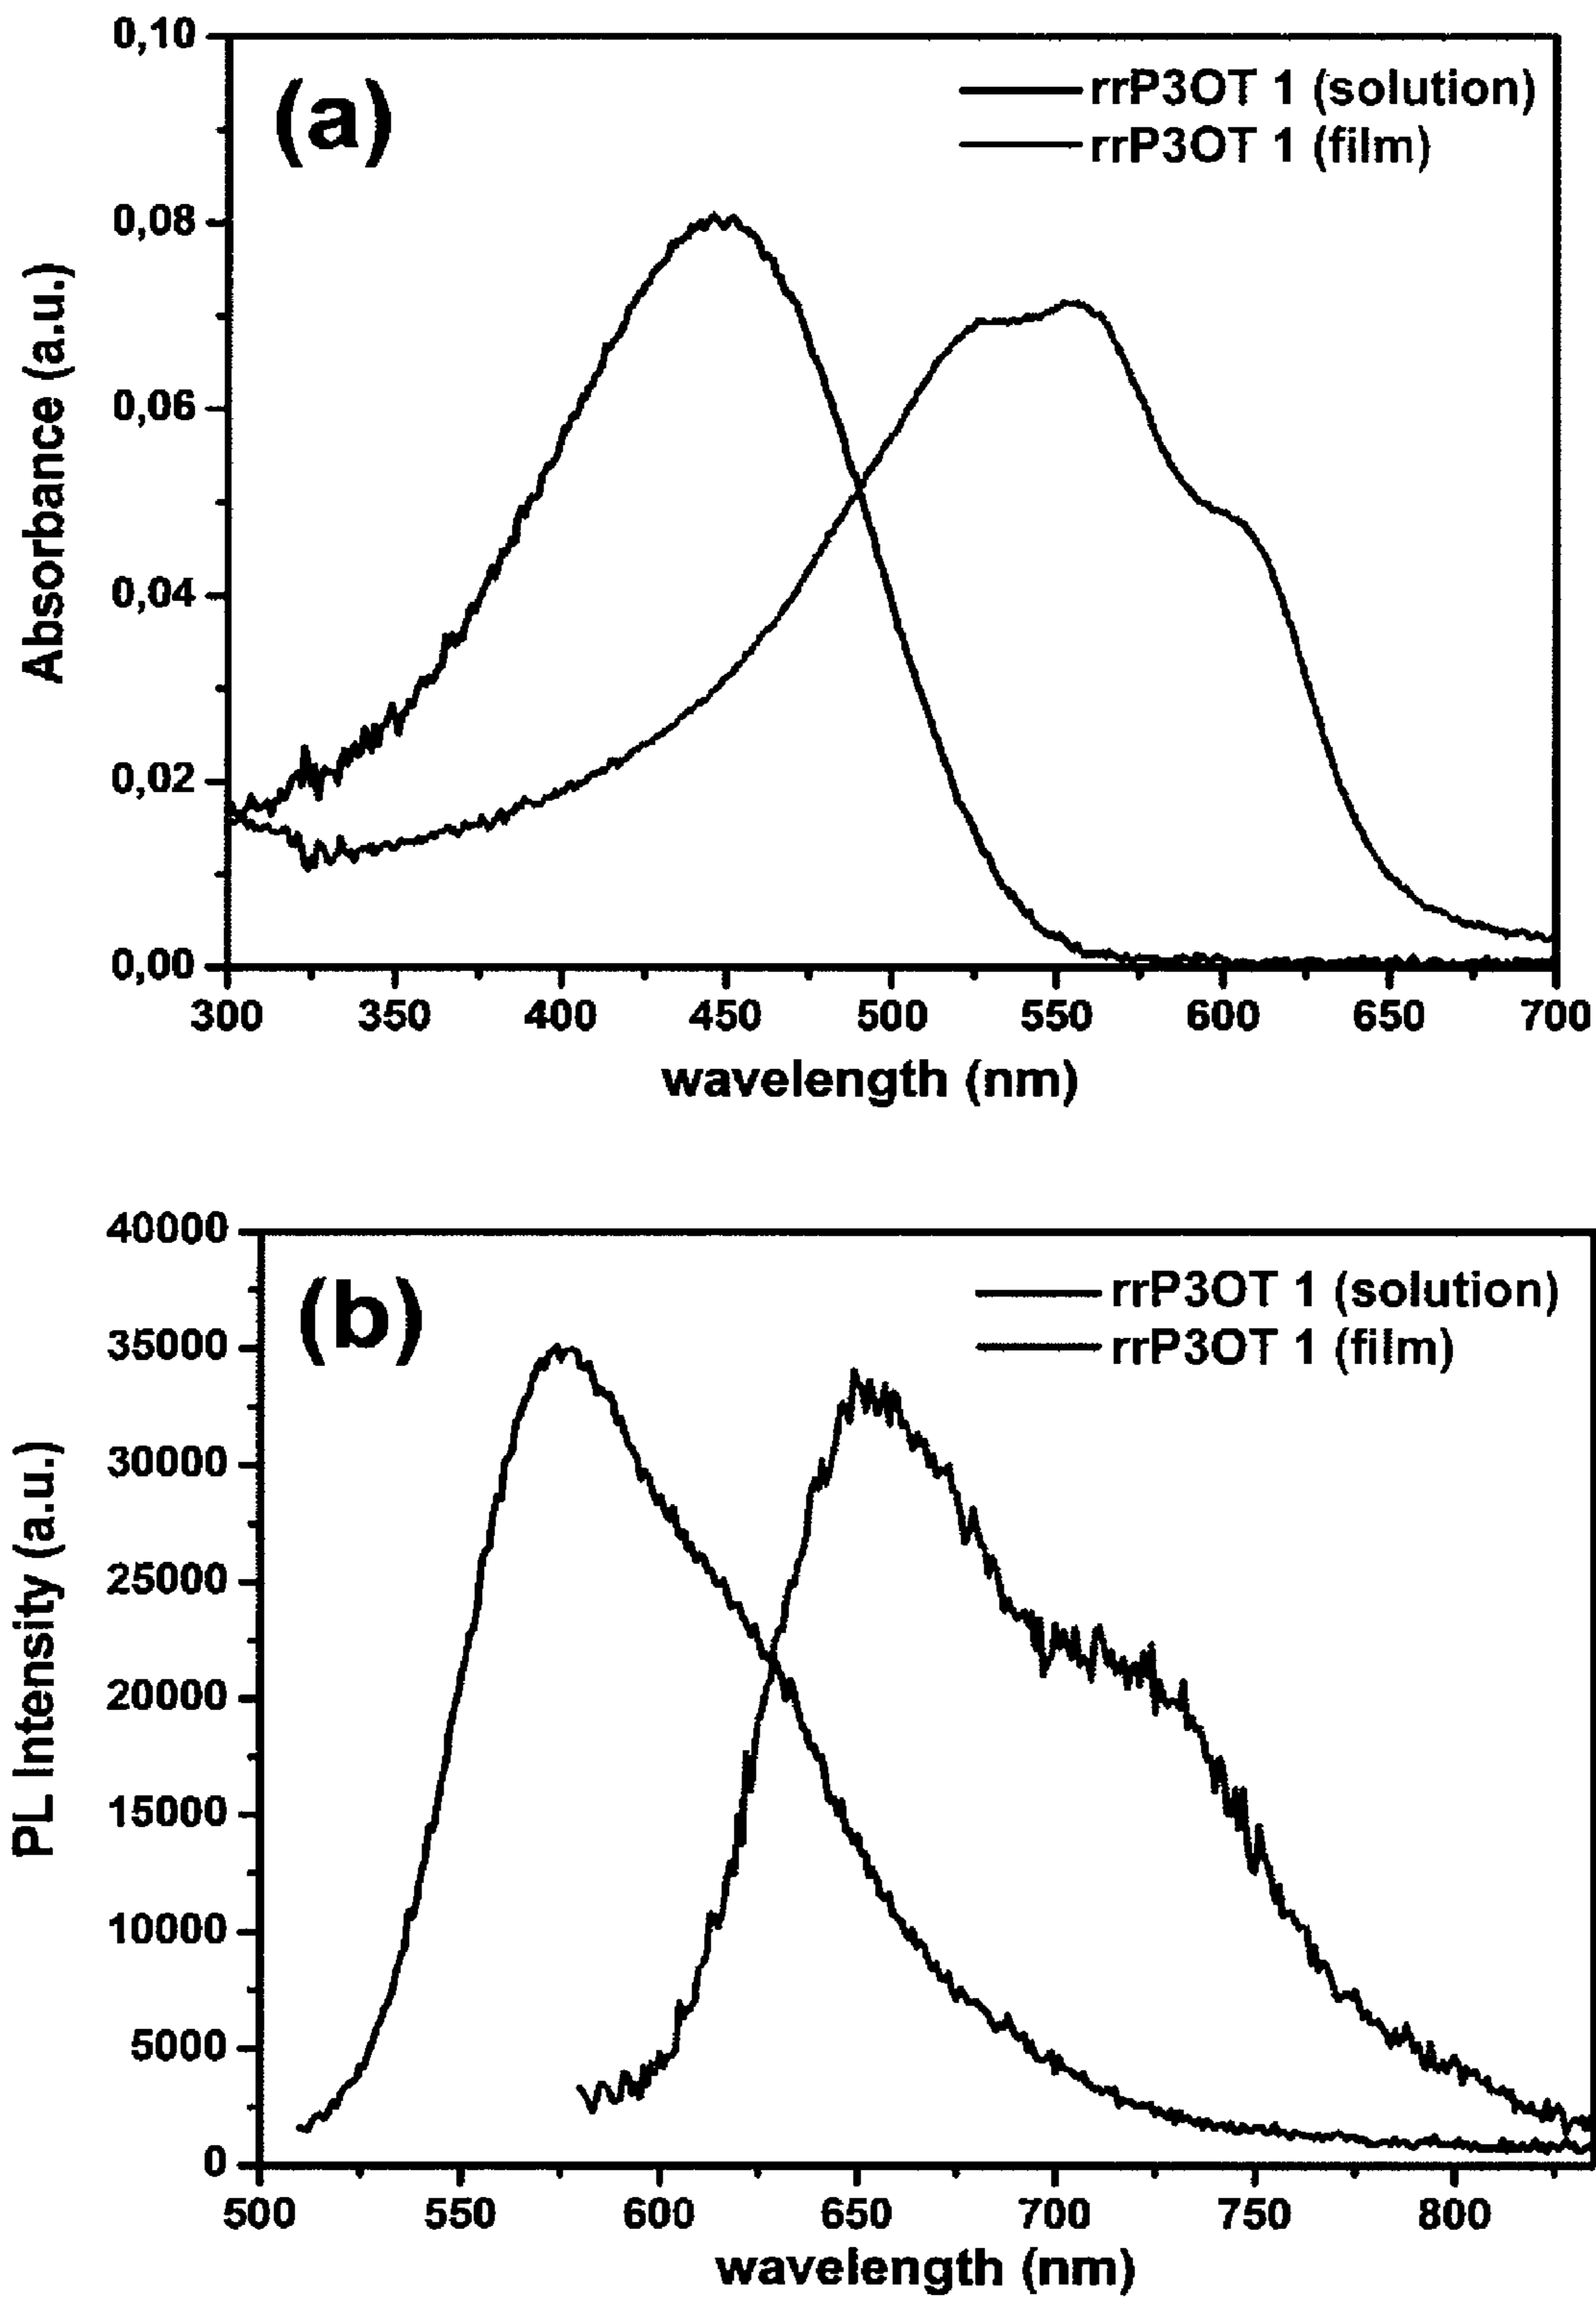 0,10
(a)
rrP3OT 1 (solution)
rrP3OT 1 (film)
0,08
0,06
0,04
0,02
0,00
Absorbance (a.u.)
300 350 400 450 500 550 600 650 700
wavelength (nm)
40000
(b)
rrP3OT 1 (solution)
rrP3OT 1 (film)
35000
30000
25000
20000
15000
10000
5000
0
PL Intensity (a.u.)
500 550 600 650 700 750 800
wavelength (nm)